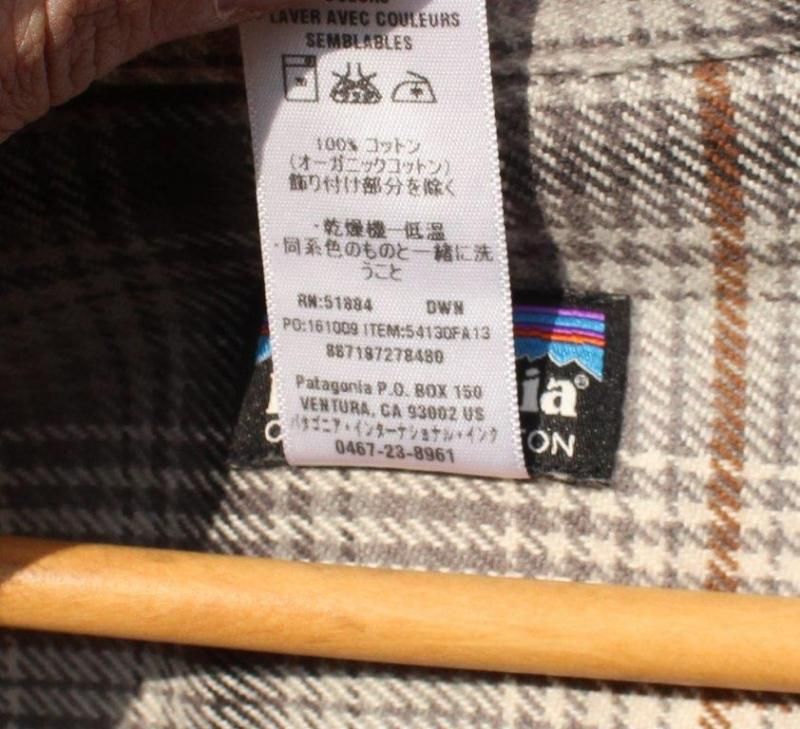 LAVER AVEC COULEURS
SEMBLABLES
100% コットン
(オーガニックコットン)
飾り付け部分を除く
・乾燥機―低温
・同系色のものと一緒に洗
うこと
RN:51884 DWN
PO:161009 ITEM:54130FA13
887187278480
Patagonia P.O. BOX 150
VENTURA, CA 93002 US
パタゴニア・インターナショナル・インク
0467-23-8961
ia®
ON